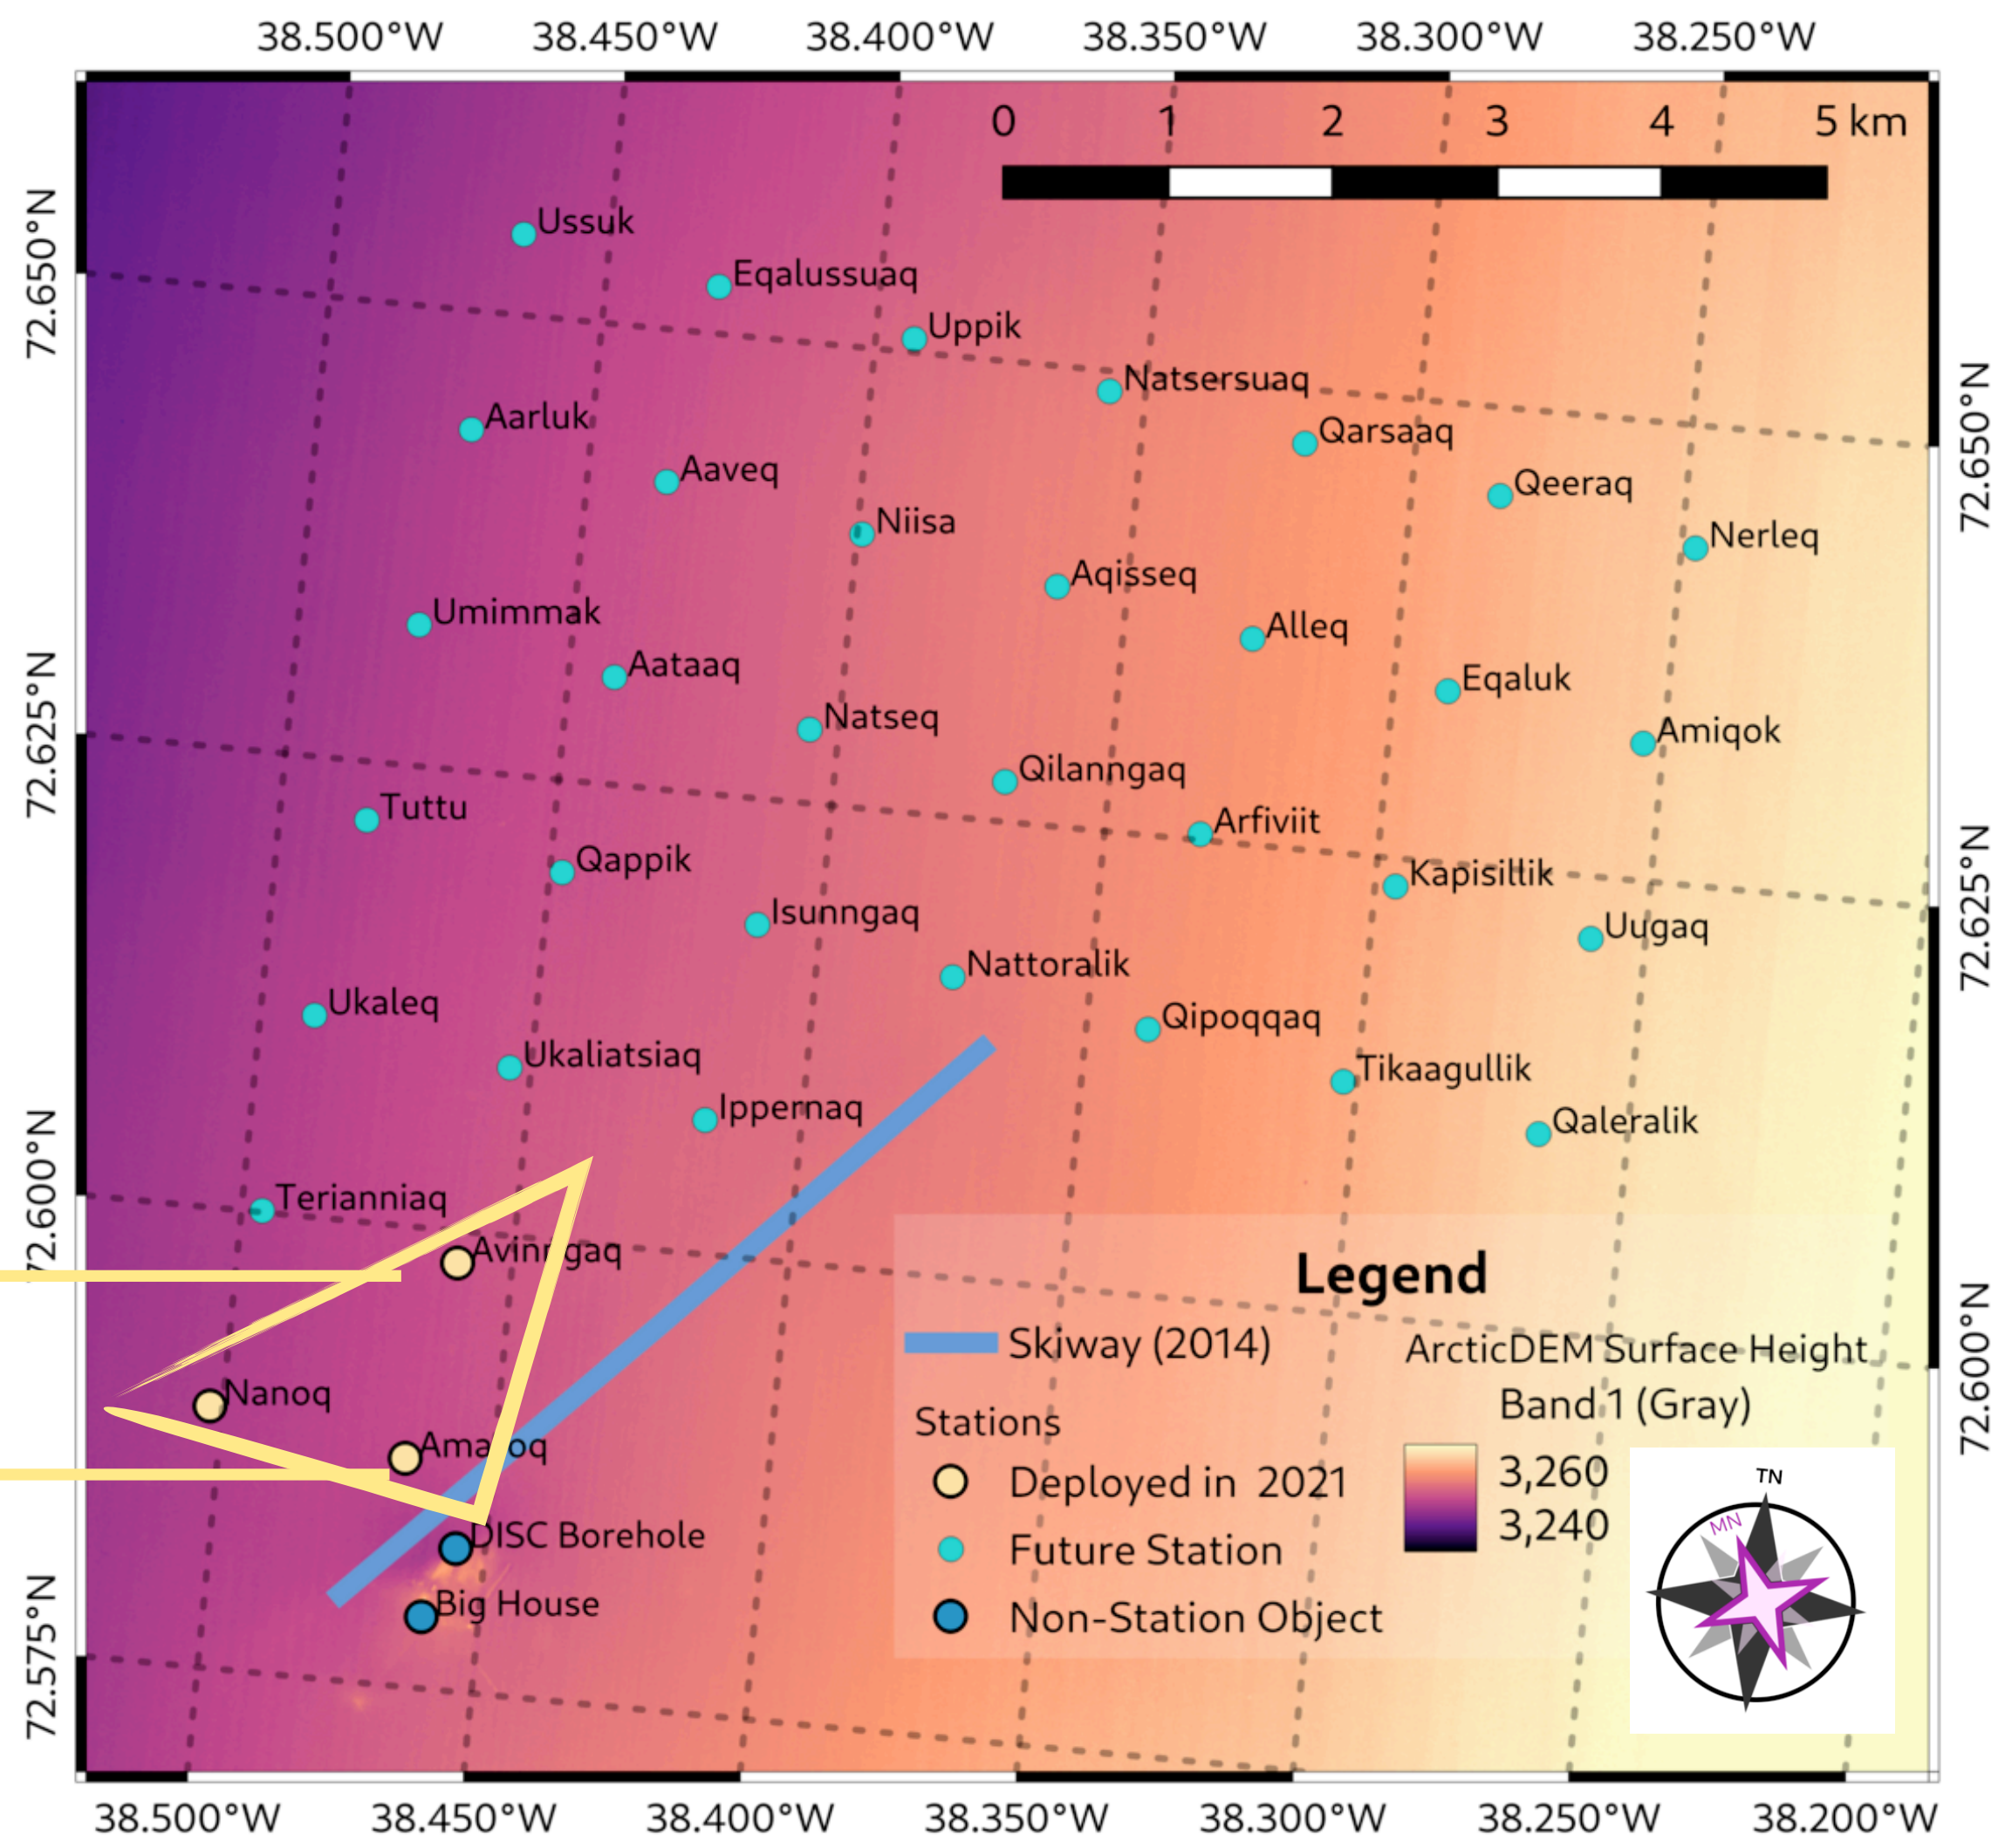 38.500°W 38.450°W 38.400°W 38.350°W 38.300°W 38.250°W
0 1 2 3 4 5 km
72.650°N
Ussuk
Eqalussuaq
Uppik
Natsersuaq
Qarsaaq
Qeeraq
Nerleq
72.650°N
Aarluk
Aaveq
Niisa
Aqisseq
Alleq
Eqaluk
Amiqok
72.625°N
Umimmak
Aataaq
Natseq
Qilanngaq
Arfiviit
Kapisillik
Uugaq
72.625°N
Tuttu
Qappik
Isunngaq
Nattoralik
Qipoqqaq
Tikaagullik
Qaleralik
Ukaleq
Ukaliatsiaq
Ippernaq
72.600°N
Terianniaq
Avinngaq
Nanoq
Amaroq
DISC Borehole
Big House
72.600°N
72.575°N
Legend
Skiway (2014)
Stations
Deployed in 2021
Future Station
Non-Station Object
ArcticDEM Surface Height
Band 1 (Gray)
3,260
3,240
TN
MN
38.500°W 38.450°W 38.400°W 38.350°W 38.300°W 38.250°W 38.200°W